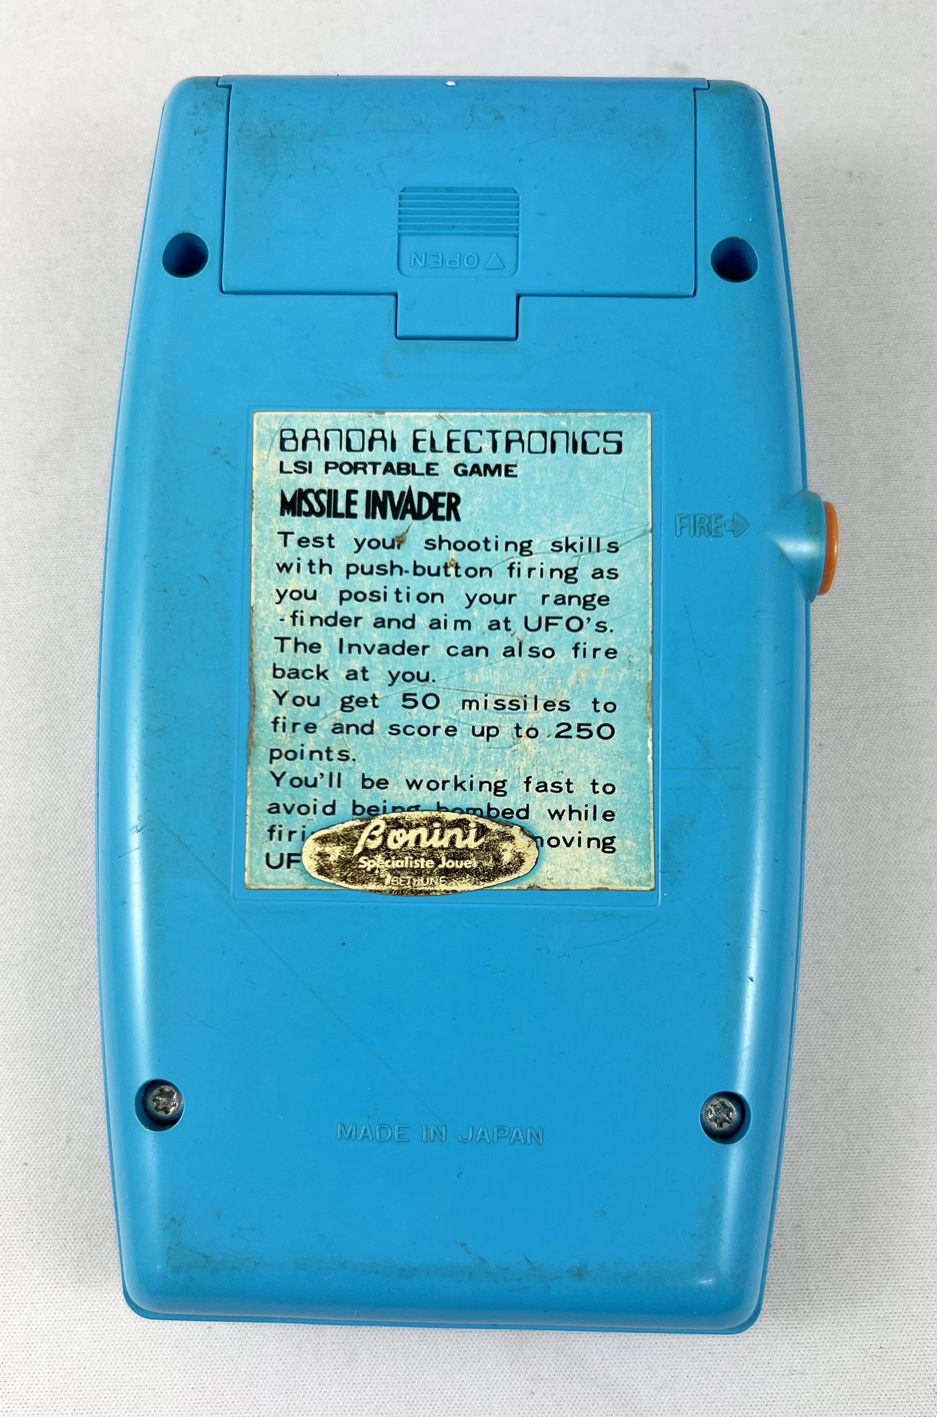 OPEN
BANDAI ELECTRONICS
LSI PORTABLE GAME
MISSILE INVADER
FIRE
Test your shooting skills
with push-button firing as
you position your range
-finder and aim at UFO's.
The Invader can also fire
back at you.
You get 50 missiles to
fire and score up to 250
points.
You'll be working fast to
avoid being bombed while
Bonini
Spécialiste Jouet
BETHUNE
MADE IN JAPAN